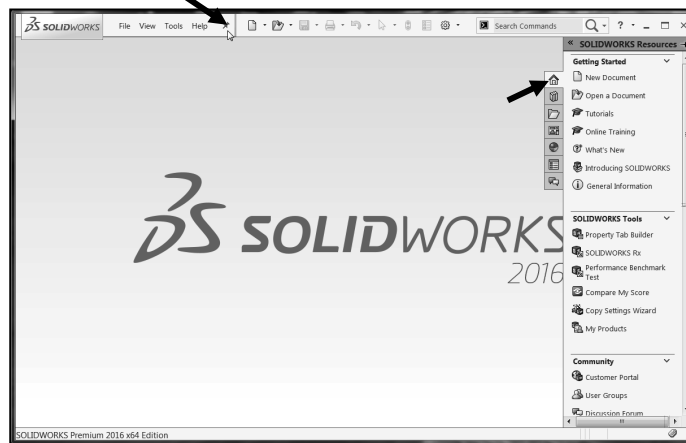 SOLIDWORKS File View Tools Help Search Commands ?
SOLIDWORKS Resources
Getting Started
New Document
Open a Document
Tutorials
Online Training
What's New
Introducing SOLIDWORKS
General Information
SOLIDWORKS Tools
Property Tab Builder
SOLIDWORKS Rx
Performance Benchmark
Test
Compare My Score
Copy Settings Wizard
My Products
Community
Customer Portal
User Groups
Discussion Forum
SOLIDWORKS
2016
SOLIDWORKS Premium 2016 x64 Edition